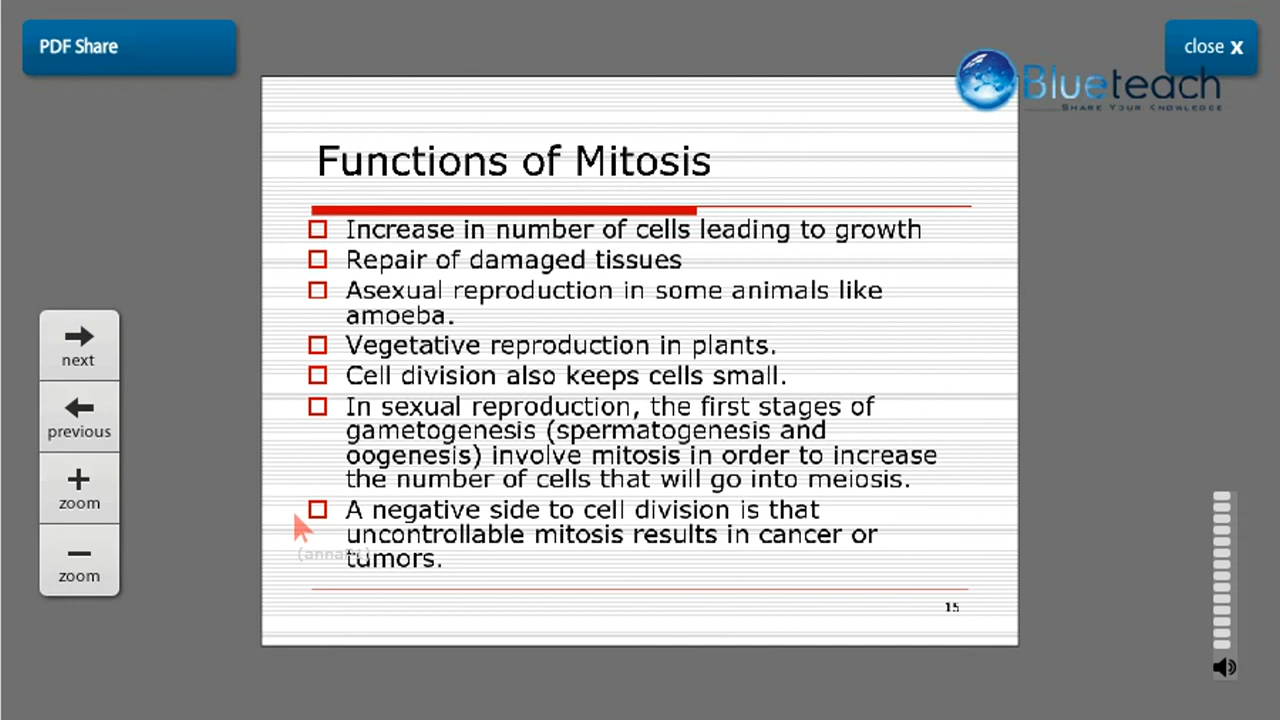 PDF Share
close x
Blueteach
SHARE YOUR KNOWLEDGE
Functions of Mitosis
Increase in number of cells leading to growth
Repair of damaged tissues
Asexual reproduction in some animals like
amoeba.
Vegetative reproduction in plants.
Cell division also keeps cells small.
In sexual reproduction, the first stages of
gametogenesis (spermatogenesis and
oogenesis) involve mitosis in order to increase
the number of cells that will go into meiosis.
A negative side to cell division is that
uncontrollable mitosis results in cancer or
tumors.
15
next
previous
zoom
zoom